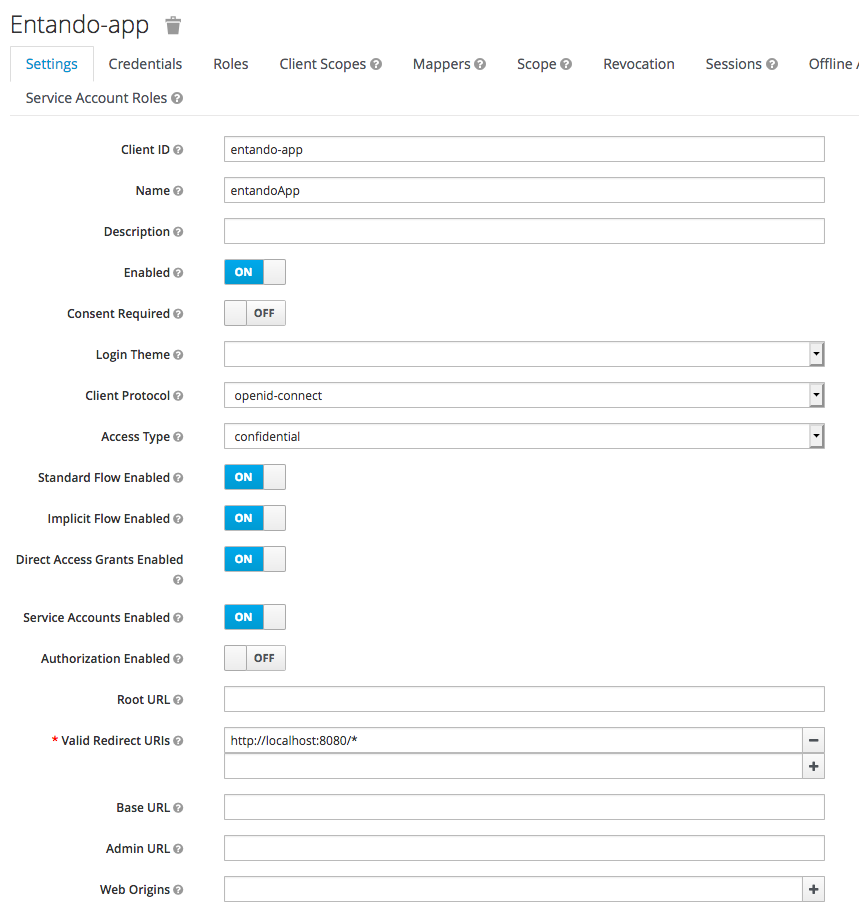 Entando-app
Settings Credentials Roles Client Scopes Mappers Scope Revocation Sessions Offline A
Service Account Roles
Client ID entando-app
Name entandoApp
Description
Enabled ON
Consent Required OFF
Login Theme
Client Protocol openid-connect
Access Type confidential
Standard Flow Enabled ON
Implicit Flow Enabled ON
Direct Access Grants Enabled ON
Service Accounts Enabled ON
Authorization Enabled OFF
Root URL
* Valid Redirect URIs http://localhost:8080/*
Base URL
Admin URL
Web Origins